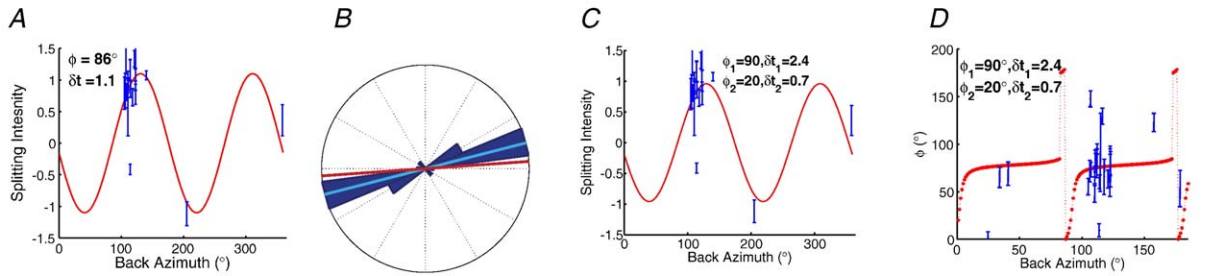 A
B
C
D
Splitting Intesnity
1.5
1
0.5
0
-0.5
-1
-1.5
ϕ = 86°
δt =1.1
0 100 200 300
Back Azimuth (°)
Splitting Intensity
1.5
1
0.5
0
-0.5
-1
-1.5
ϕ1=90,δt1=2.4
ϕ2=20,δt2=0.7
0 100 200 300
Back Azimuth (°)
ϕ (°)
200
150
100
50
0
ϕ1=90°,δt1=2.4
ϕ2=20°,δt2=0.7
0 50 100 150
Back Azimuth (°)